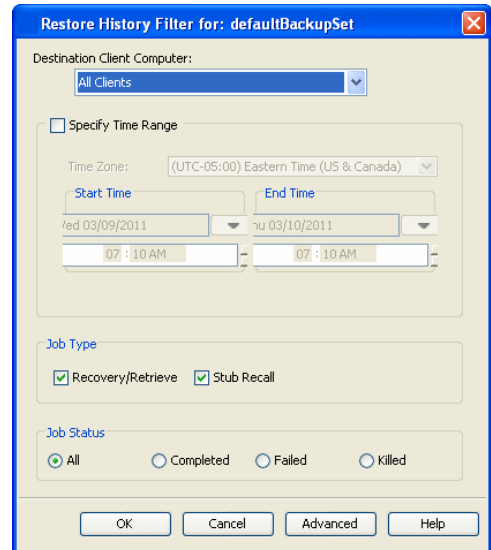 Restore History Filter for: defaultBackupSet
Destination Client Computer:
All Clients
Specify Time Range
Time Zone: (UTC-05:00) Eastern Time (US & Canada)
Start Time End Time
ed 03/09/2011 hu 03/10/2011
07 : 10 AM 07 : 10 AM
Job Type
Recovery/Retrieve Stub Recall
Job Status
All Completed Failed Killed
OK Cancel Advanced Help